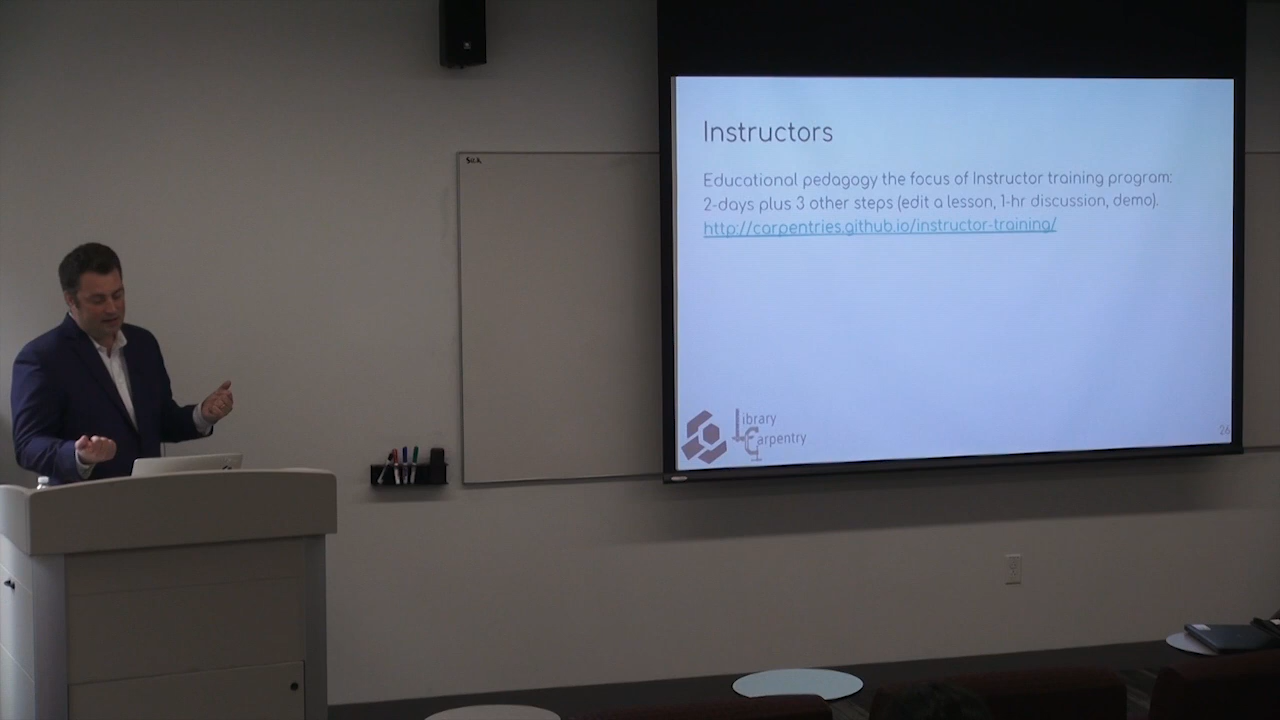 Instructors
Educational pedagogy the focus of Instructor training program:
2-days plus 3 other steps (edit a lesson, 1-hr discussion, demo).
http://carpentries.github.io/instructor-training/
Library
Carpentry
26